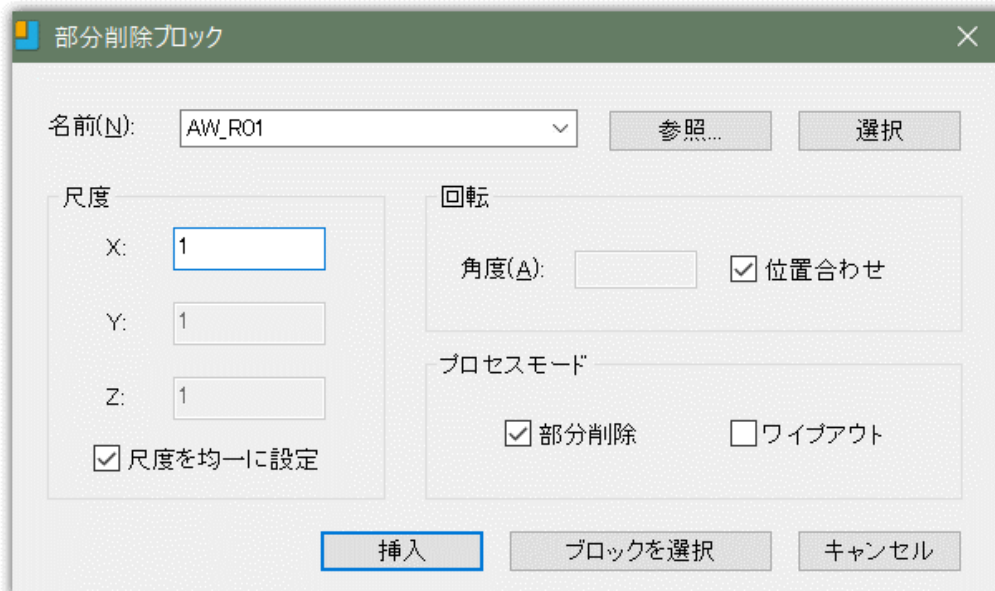 部分削除ブロック
名前(N): AW_R01 参照... 選択
尺度
X: 1
Y: 1
Z: 1
尺度を均一に設定
回転
角度(A): 位置合わせ
プロセスモード
部分削除 ワイプアウト
挿入 ブロックを選択 キャンセル